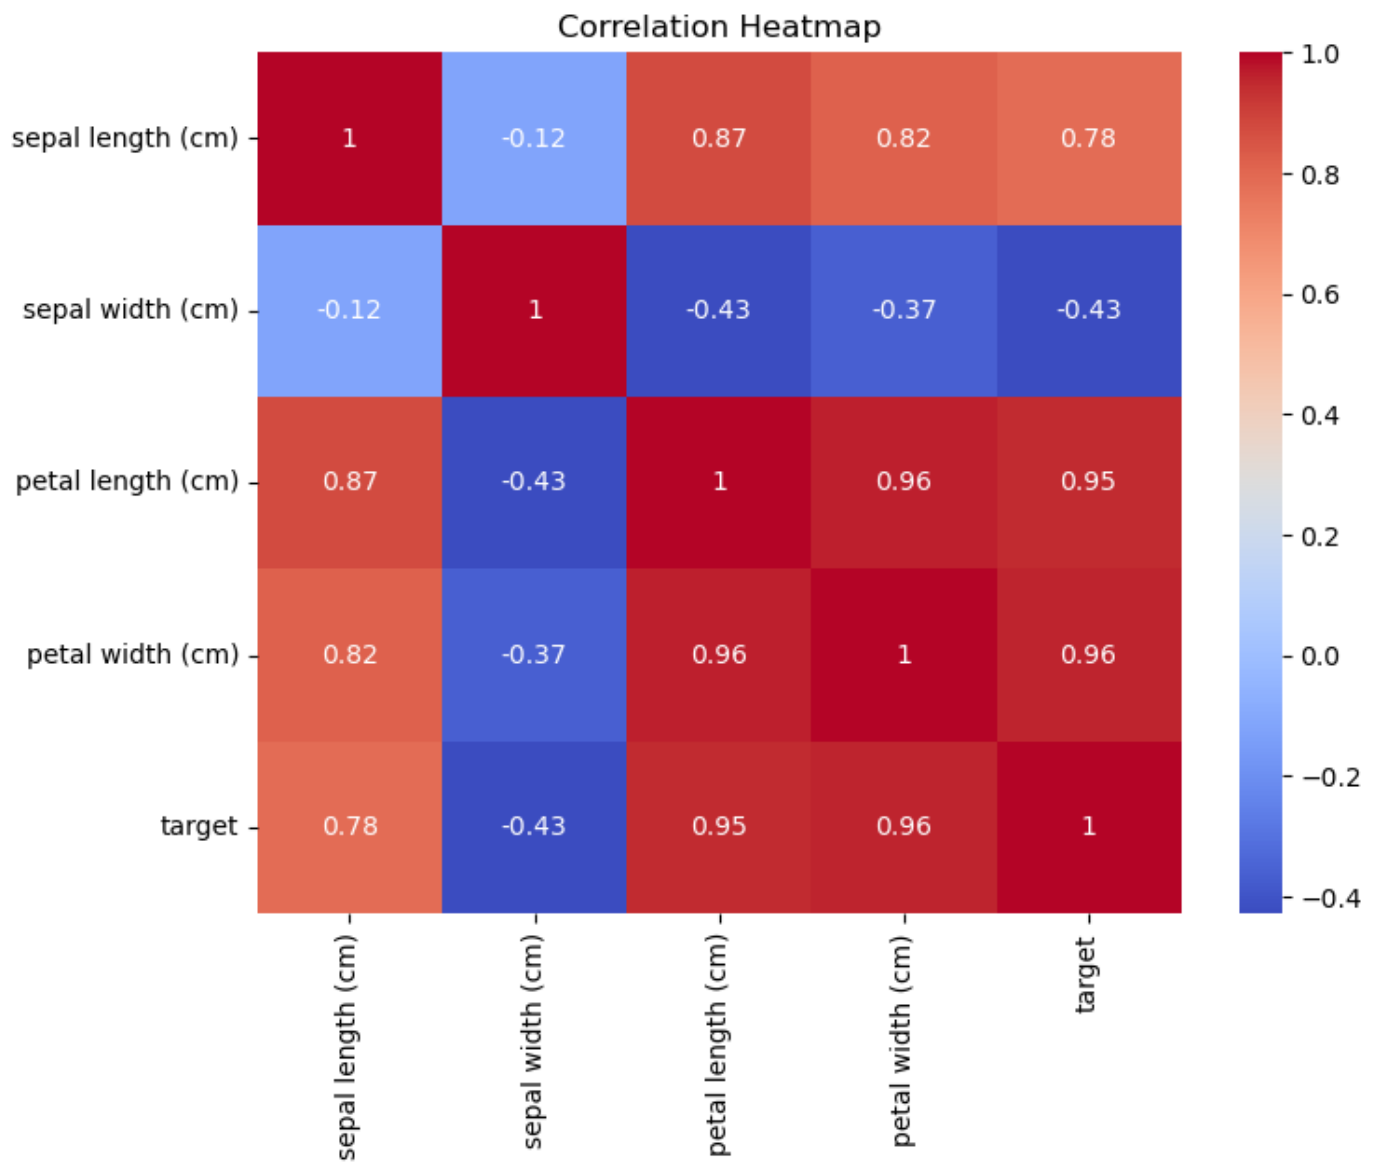 Correlation Heatmap
sepal length (cm) 1 -0.12 0.87 0.82 0.78
sepal width (cm) -0.12 1 -0.43 -0.37 -0.43
petal length (cm) 0.87 -0.43 1 0.96 0.95
petal width (cm) 0.82 -0.37 0.96 1 0.96
target 0.78 -0.43 0.95 0.96 1
sepal length (cm)
sepal width (cm)
petal length (cm)
petal width (cm)
target
1.0
0.8
0.6
0.4
0.2
0.0
−0.2
−0.4